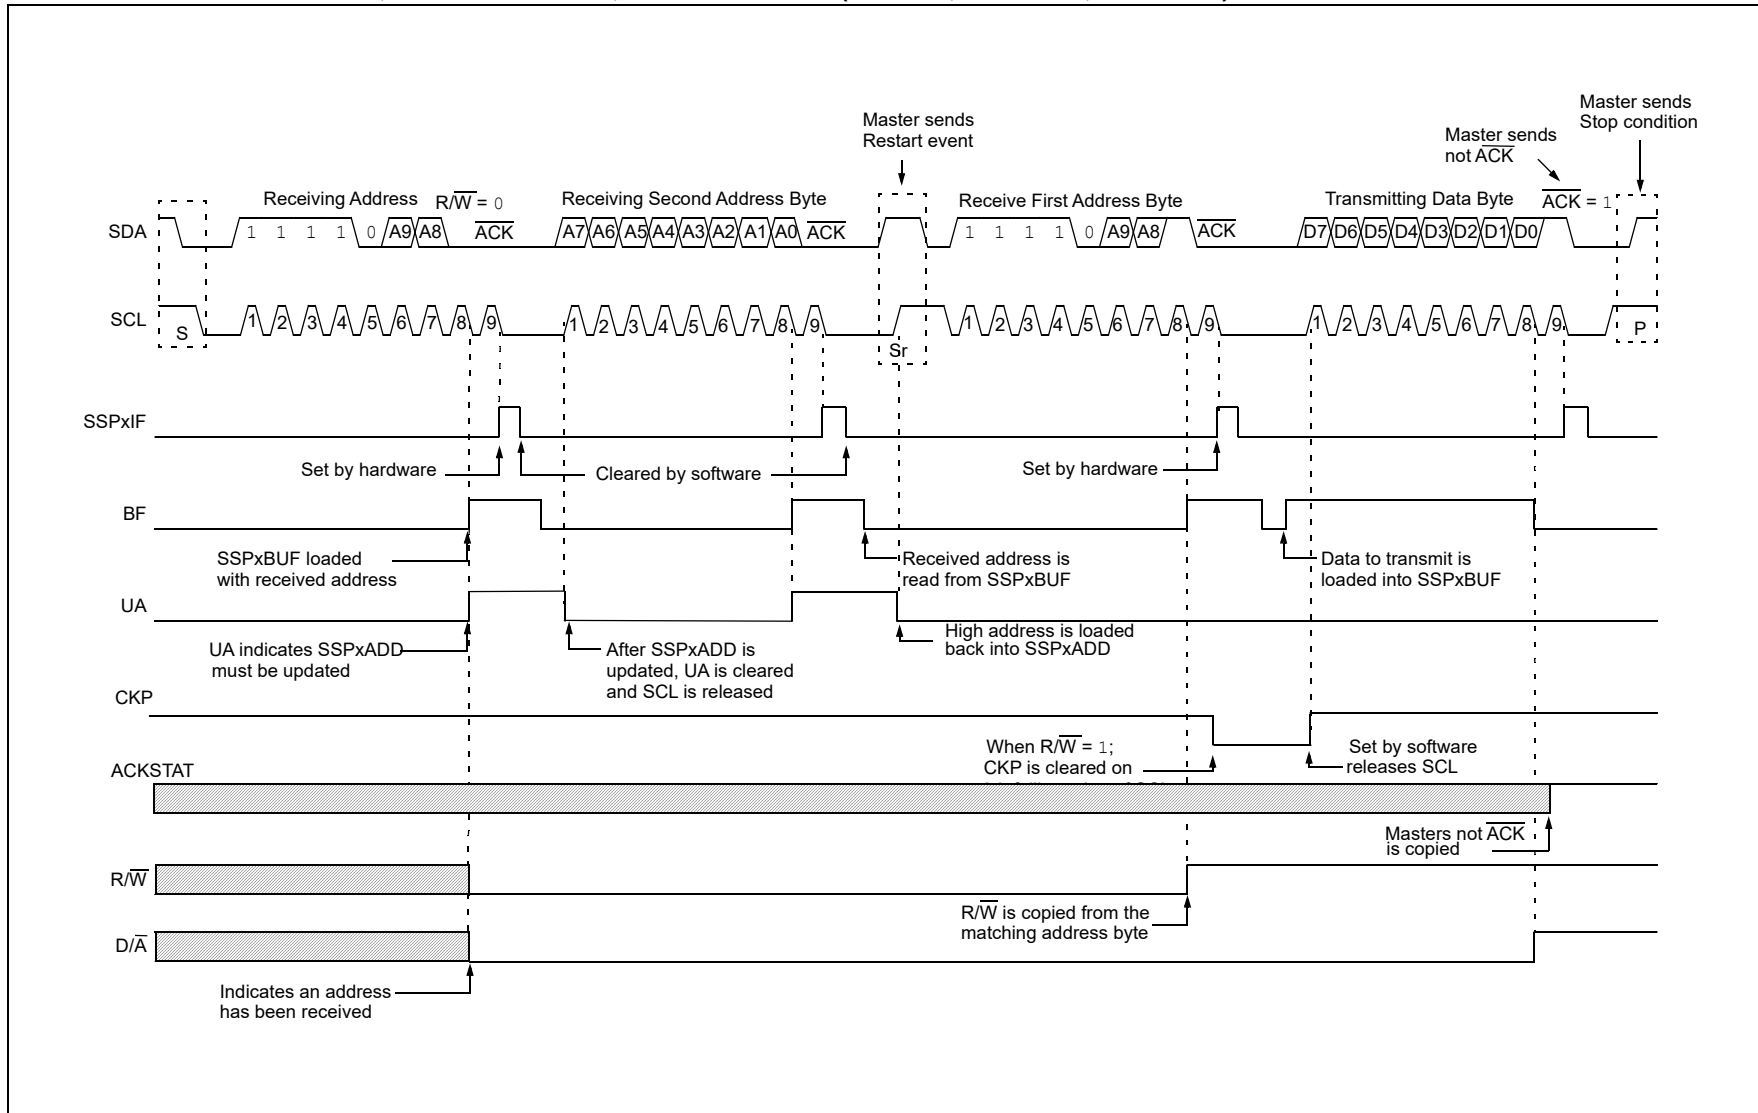 Master sends
Restart event
Master sends
not A̅C̅K̅
Master sends
Stop condition
Receiving Address
R/W̅ = 0
Receiving Second Address Byte
Receive First Address Byte
Transmitting Data Byte
A̅C̅K̅ = 1
SDA
1 1 1 1 0 A9 A8 A̅C̅K̅ A7 A6 A5 A4 A3 A2 A1 A0 A̅C̅K̅ 1 1 1 1 0 A9 A8 A̅C̅K̅ D7 D6 D5 D4 D3 D2 D1 D0
SCL
S 1 2 3 4 5 6 7 8 9 1 2 3 4 5 6 7 8 9 Sr 1 2 3 4 5 6 7 8 9 1 2 3 4 5 6 7 8 9 P
SSPxIF
Set by hardware
Cleared by software
Set by hardware
BF
SSPxBUF loaded
with received address
Received address is
read from SSPxBUF
Data to transmit is
loaded into SSPxBUF
UA
UA indicates SSPxADD
must be updated
After SSPxADD is
updated, UA is cleared
and SCL is released
High address is loaded
back into SSPxADD
CKP
When R/W̅ = 1;
CKP is cleared on
Set by software
releases SCL
ACKSTAT
Masters not A̅C̅K̅
is copied
R/W̅
R/W̅ is copied from the
matching address byte
D/A̅
Indicates an address
has been received